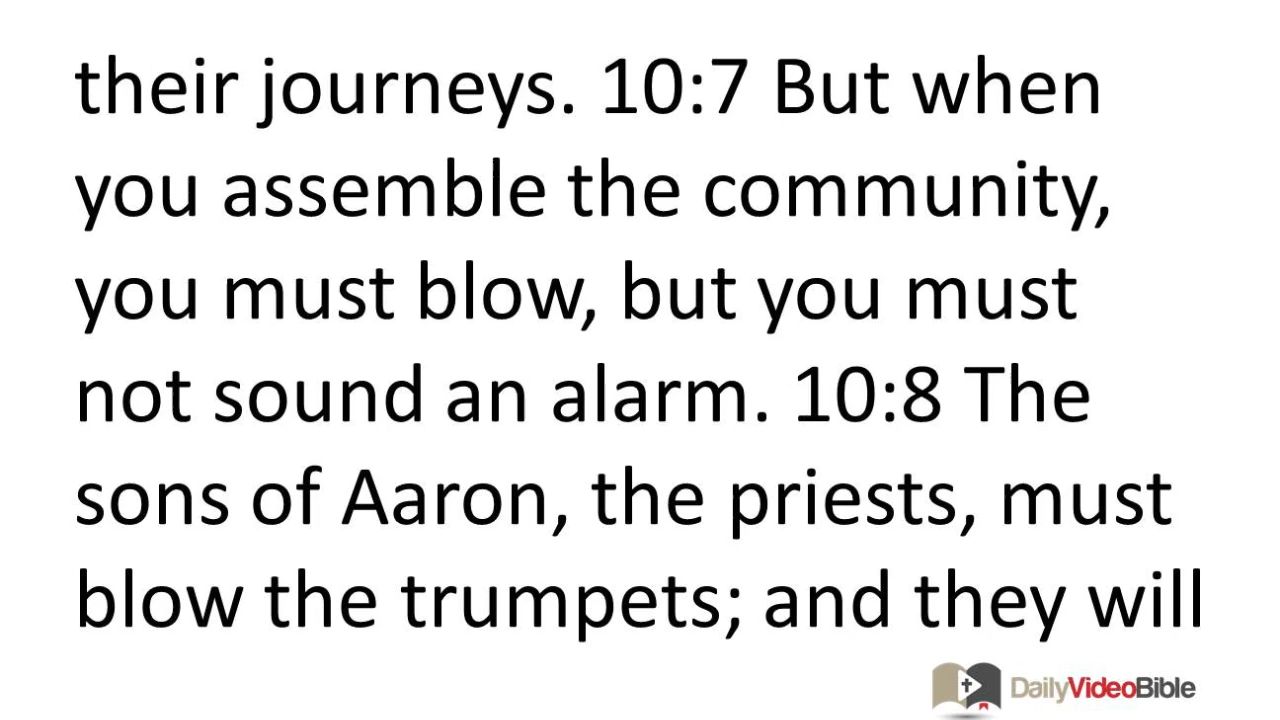 their journeys. 10:7 But when
you assemble the community,
you must blow, but you must
not sound an alarm. 10:8 The
sons of Aaron, the priests, must
blow the trumpets; and they will
DailyVideoBible